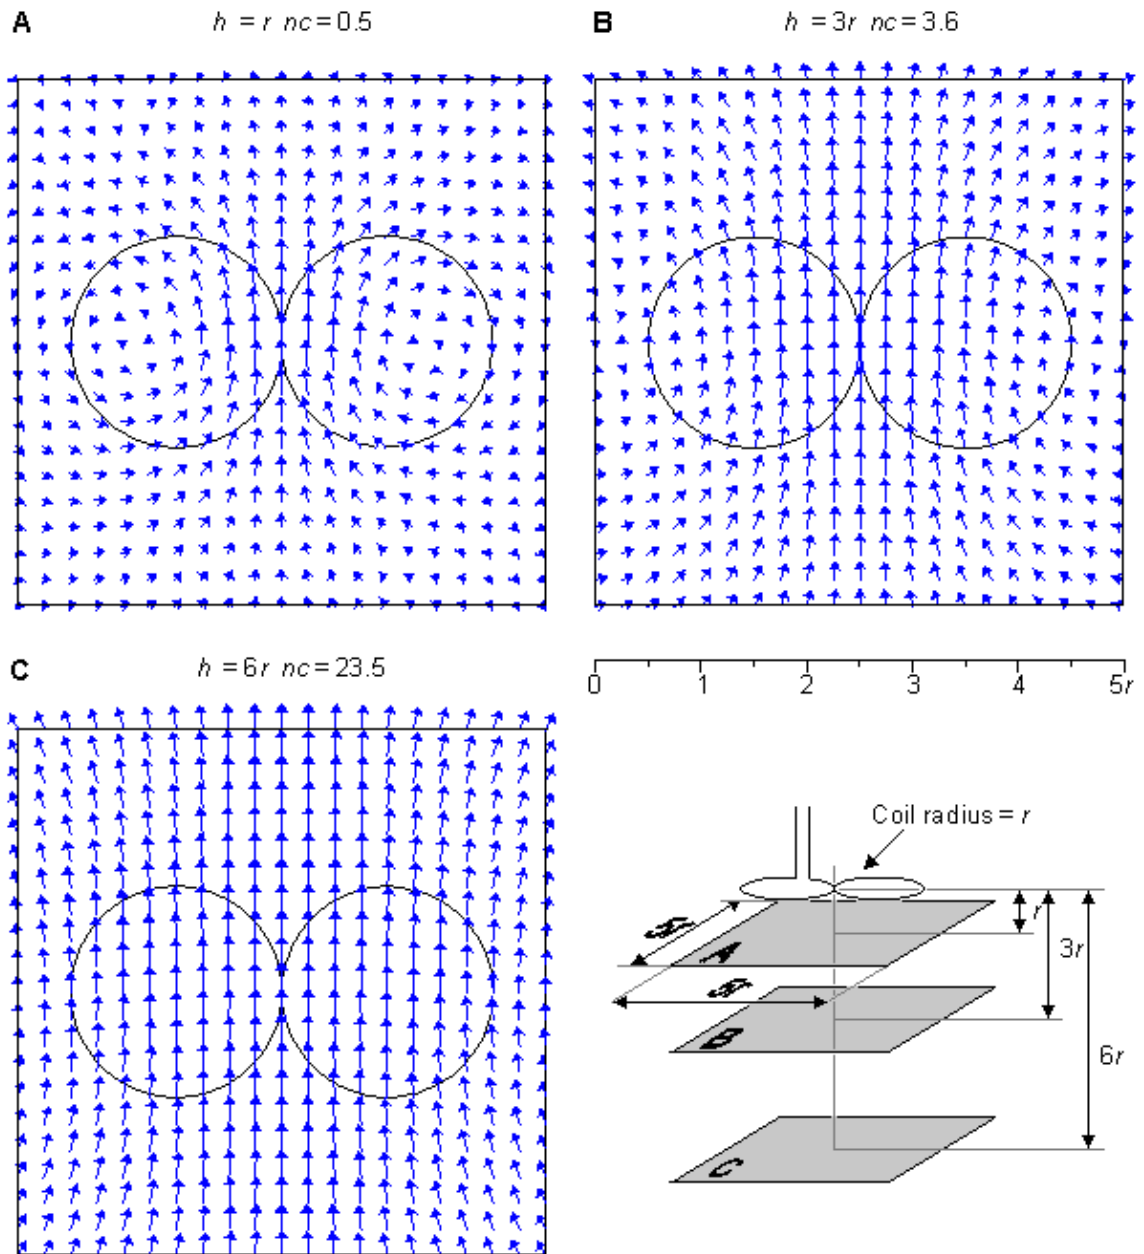 A h = r nc = 0.5
B h = 3r nc = 3.6
C h = 6r nc = 23.5
0 1 2 3 4 5r
Coil radius = r
r
5r
A
3r
5r
B
6r
C